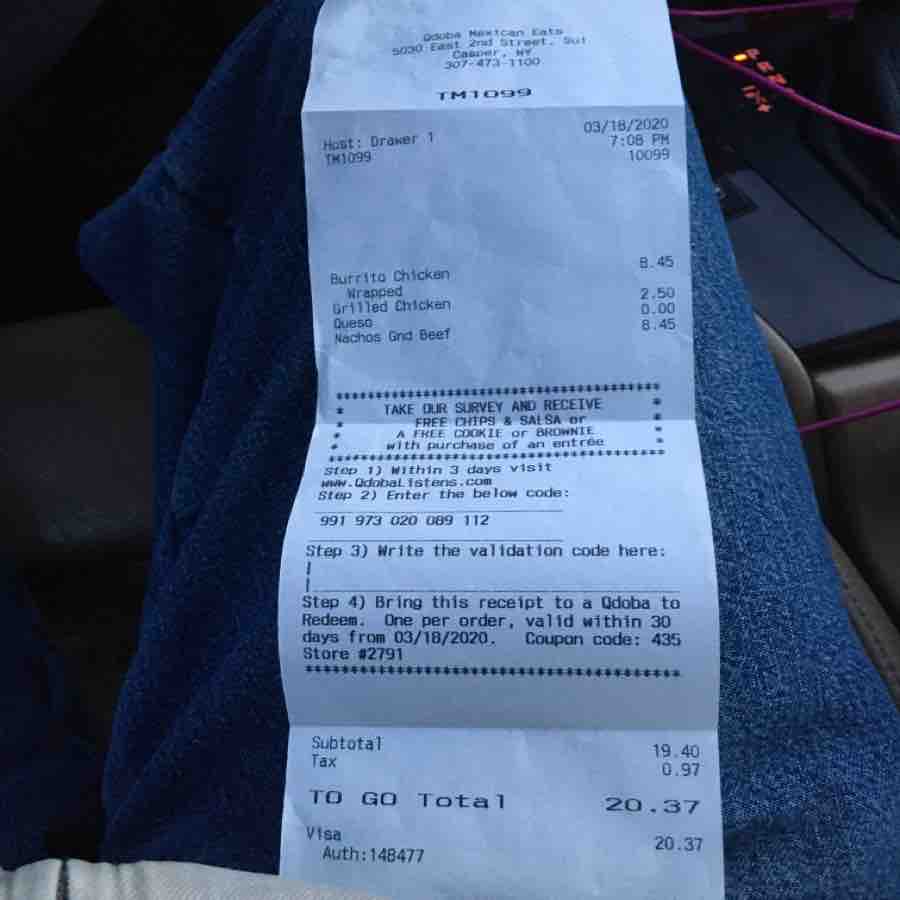 Qdoba Mexican Eats
5030 East 2nd Street, Sui
Casper, WY
307-473-1100
TM1099
Host: Drawer 1 03/18/2020
7:08 PM
TM1099 10099
Burrito Chicken 8.45
Wrapped
Grilled Chicken 2.50
Queso 0.00
Nachos Gnd Beef 8.45
TAKE OUR SURVEY AND RECEIVE
FREE CHIPS & SALSA or
A FREE COOKIE or BROWNIE
with purchase of an entrée
Step 1) Within 3 days visit
www.QdobaListens.com
Step 2) Enter the below code:
991 973 020 089 112
Step 3) Write the validation code here:
Step 4) Bring this receipt to a Qdoba to
Redeem. One per order, valid within 30
days from 03/18/2020. Coupon code: 435
Store #2791
Subtotal 19.40
Tax 0.97
TO GO Total 20.37
Visa 20.37
Auth:148477